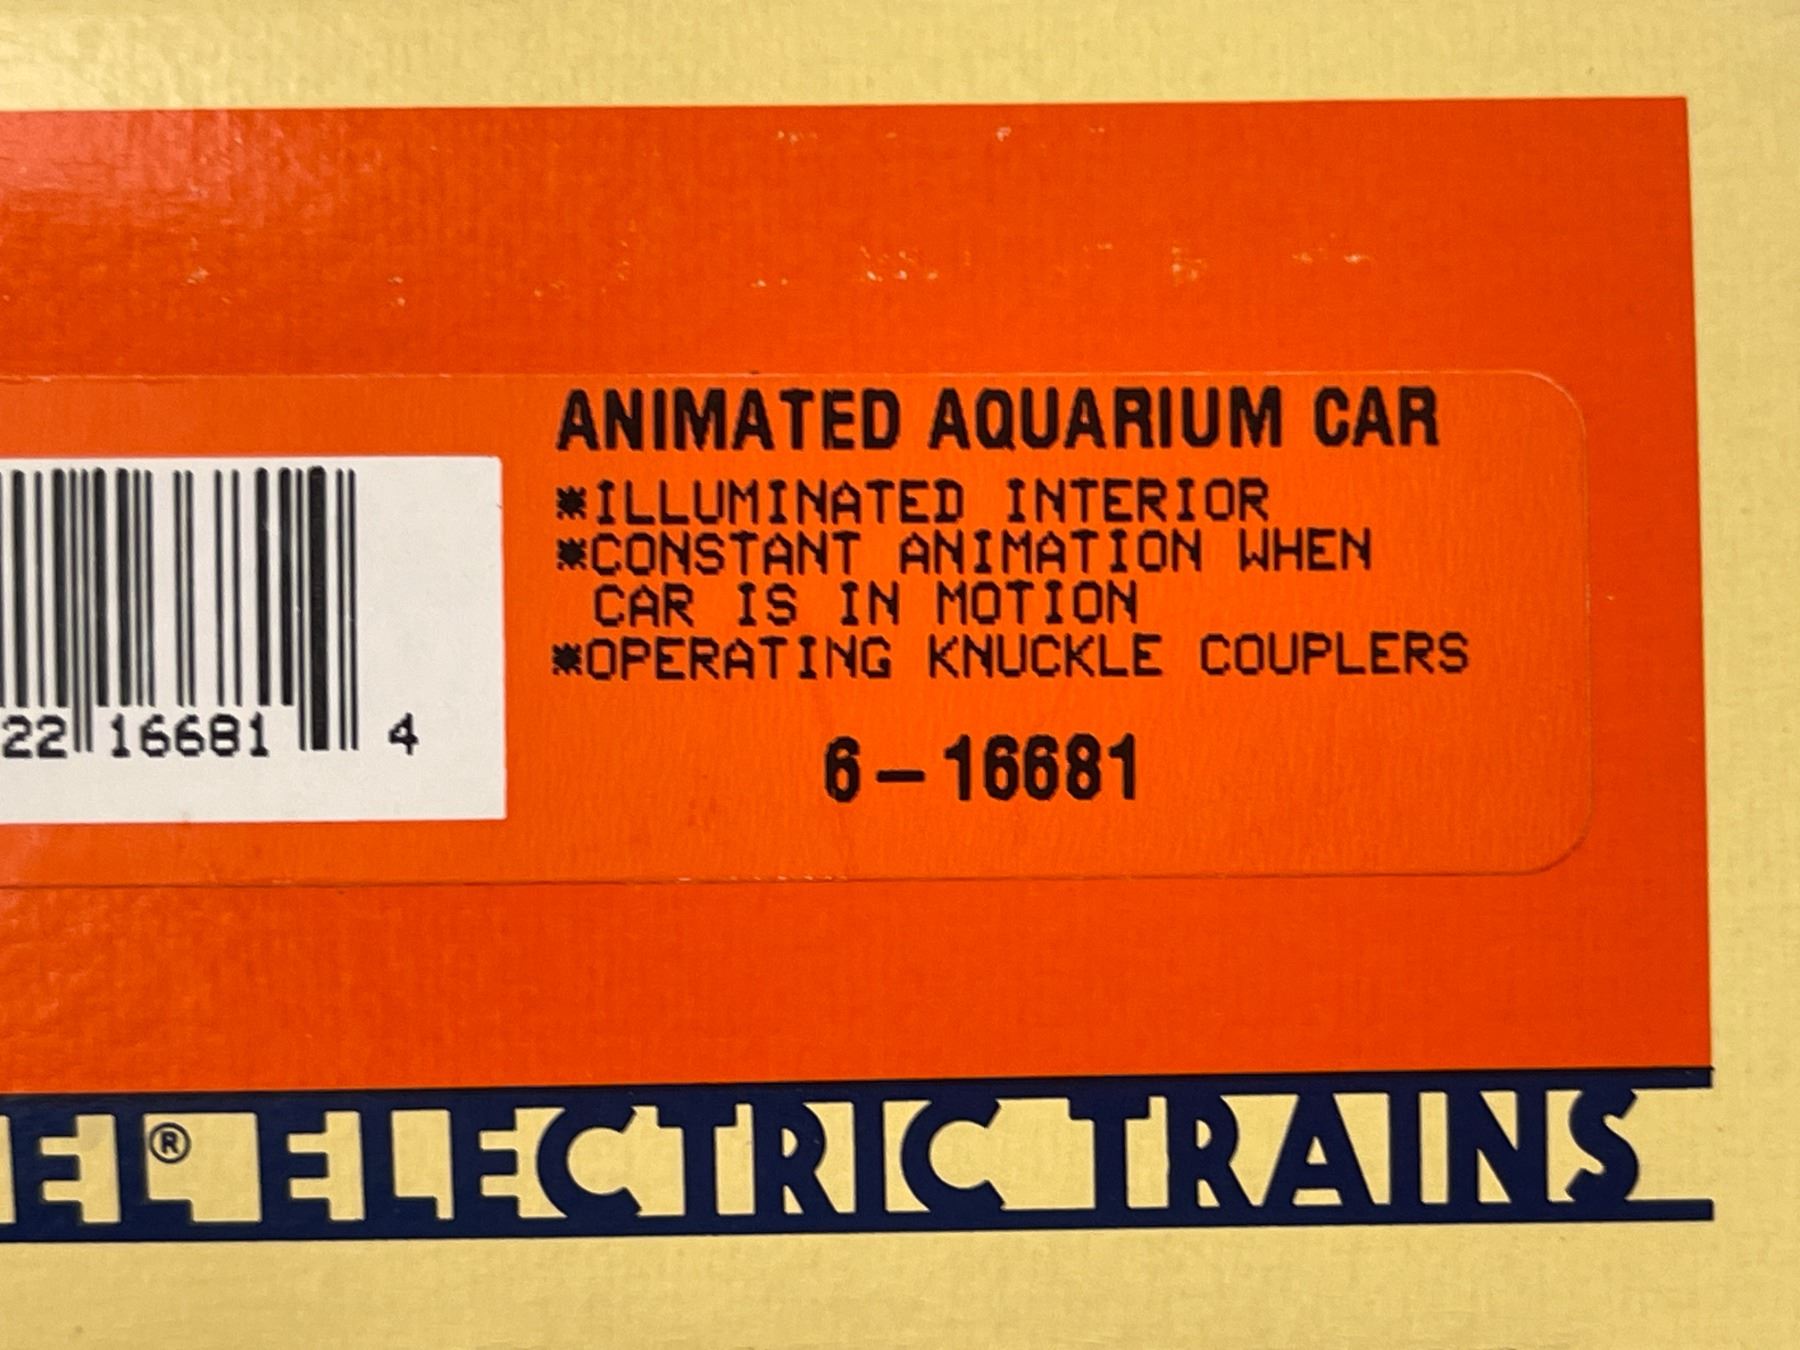 ANIMATED AQUARIUM CAR
*ILLUMINATED INTERIOR
*CONSTANT ANIMATION WHEN
CAR IS IN MOTION
*OPERATING KNUCKLE COUPLERS
22 16681 4
6-16681
EL® ELECTRIC TRAINS